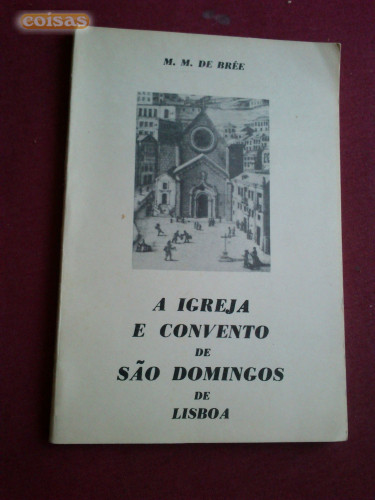 coisas
M. M. DE BRÉE
A IGREJA
E CONVENTO
DE
SÃO DOMINGOS
DE
LISBOA